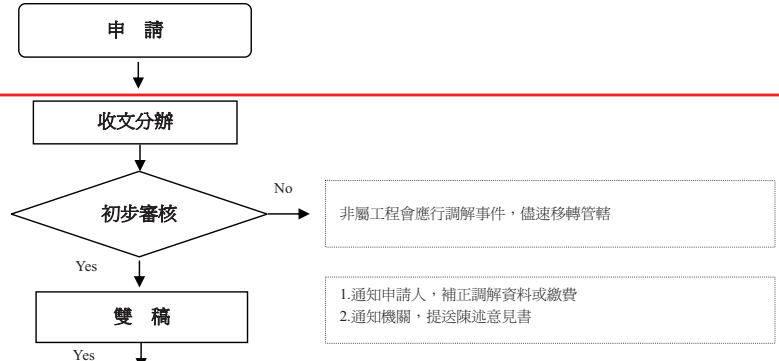 申 請
收文分辦
初步審核
No
非屬工程會應行調解事件，儘速移轉管轄
Yes
雙 稿
1.通知申請人，補正調解資料或繳費
2.通知機關，提送陳述意見書
Yes